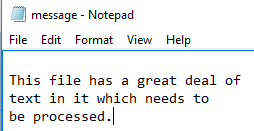 message - Notepad
File Edit Format View Help
This file has a great deal of
text in it which needs to
be processed.